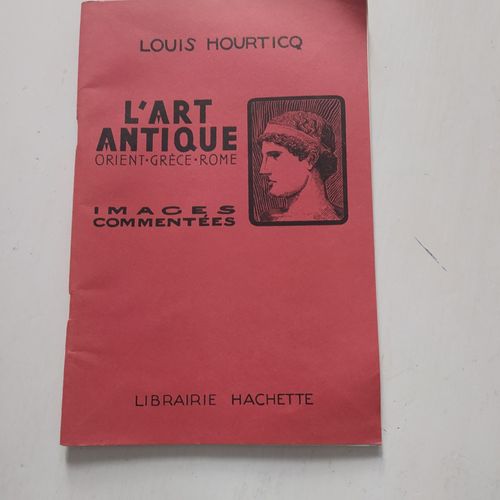 LOUIS HOURTICQ
L'ART
ANTIQUE
ORIENT·GRÈCE·ROME
IMAGES
COMMENTÉES
LIBRAIRIE HACHETTE